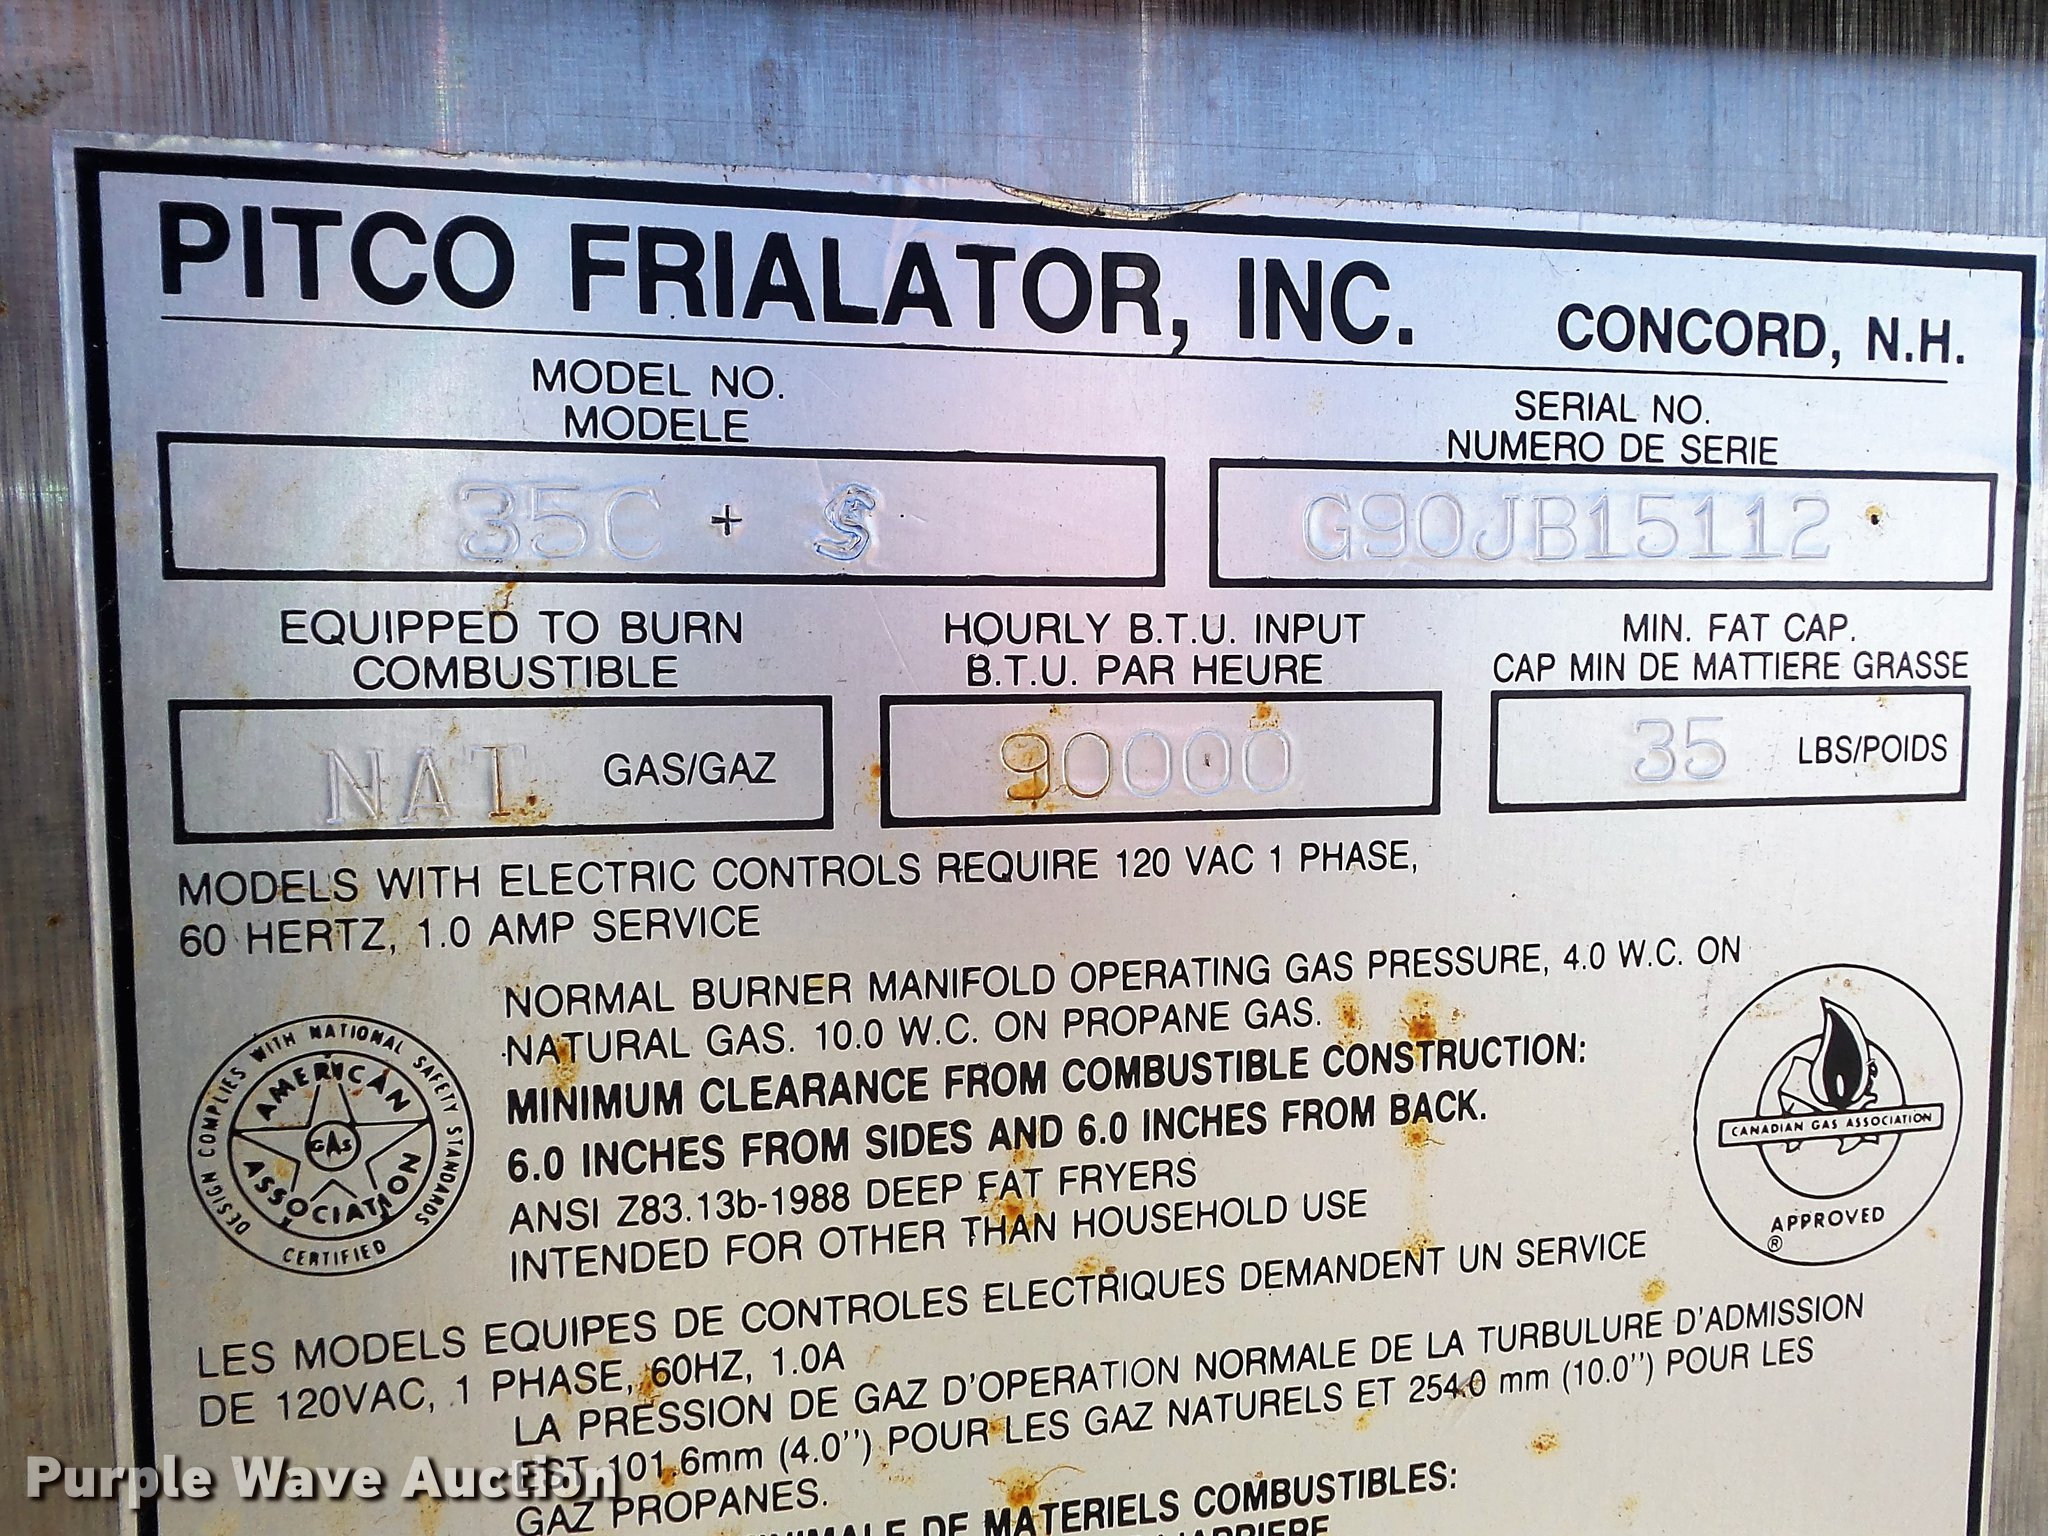 PITCO FRIALATOR, INC. CONCORD, N.H.
MODEL NO.
MODELE
35C + S
SERIAL NO.
NUMERO DE SERIE
G90JB15112
EQUIPPED TO BURN
COMBUSTIBLE
NAT GAS/GAZ
HOURLY B.T.U. INPUT
B.T.U. PAR HEURE
90000
MIN. FAT CAP.
CAP MIN DE MATTIERE GRASSE
35 LBS/POIDS
MODELS WITH ELECTRIC CONTROLS REQUIRE 120 VAC 1 PHASE,
60 HERTZ, 1.0 AMP SERVICE
NORMAL BURNER MANIFOLD OPERATING GAS PRESSURE, 4.0 W.C. ON
NATURAL GAS. 10.0 W.C. ON PROPANE GAS.
MINIMUM CLEARANCE FROM COMBUSTIBLE CONSTRUCTION:
6.0 INCHES FROM SIDES AND 6.0 INCHES FROM BACK.
ANSI Z83.13b-1988 DEEP FAT FRYERS
INTENDED FOR OTHER THAN HOUSEHOLD USE
DESIGN COMPLIES WITH NATIONAL SAFETY STANDARDS
AMERICAN
GAS
ASSOCIATION
CERTIFIED
CANADIAN GAS ASSOCIATION
APPROVED
®
LES MODELS EQUIPES DE CONTROLES ELECTRIQUES DEMANDENT UN SERVICE
DE 120VAC, 1 PHASE, 60HZ, 1.0A
LA PRESSION DE GAZ D'OPERATION NORMALE DE LA TURBULURE D'ADMISSION
EST 101.6mm (4.0'') POUR LES GAZ NATURELS ET 254.0 mm (10.0'') POUR LES
GAZ PROPANES.
DE MATERIELS COMBUSTIBLES:
Purple Wave Auction